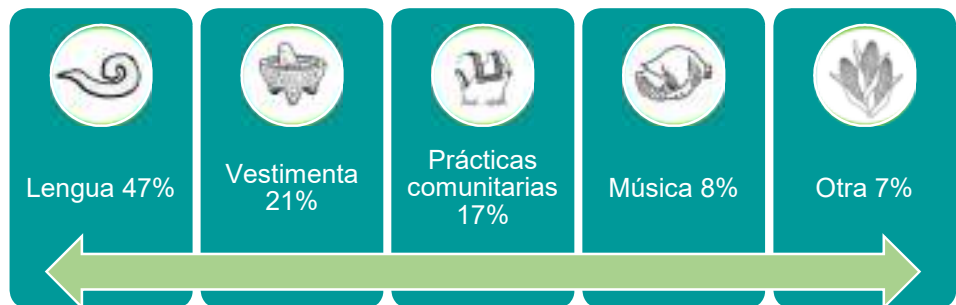 Lengua 47%
Vestimenta
21%
Prácticas
comunitarias
17%
Música 8%
Otra 7%